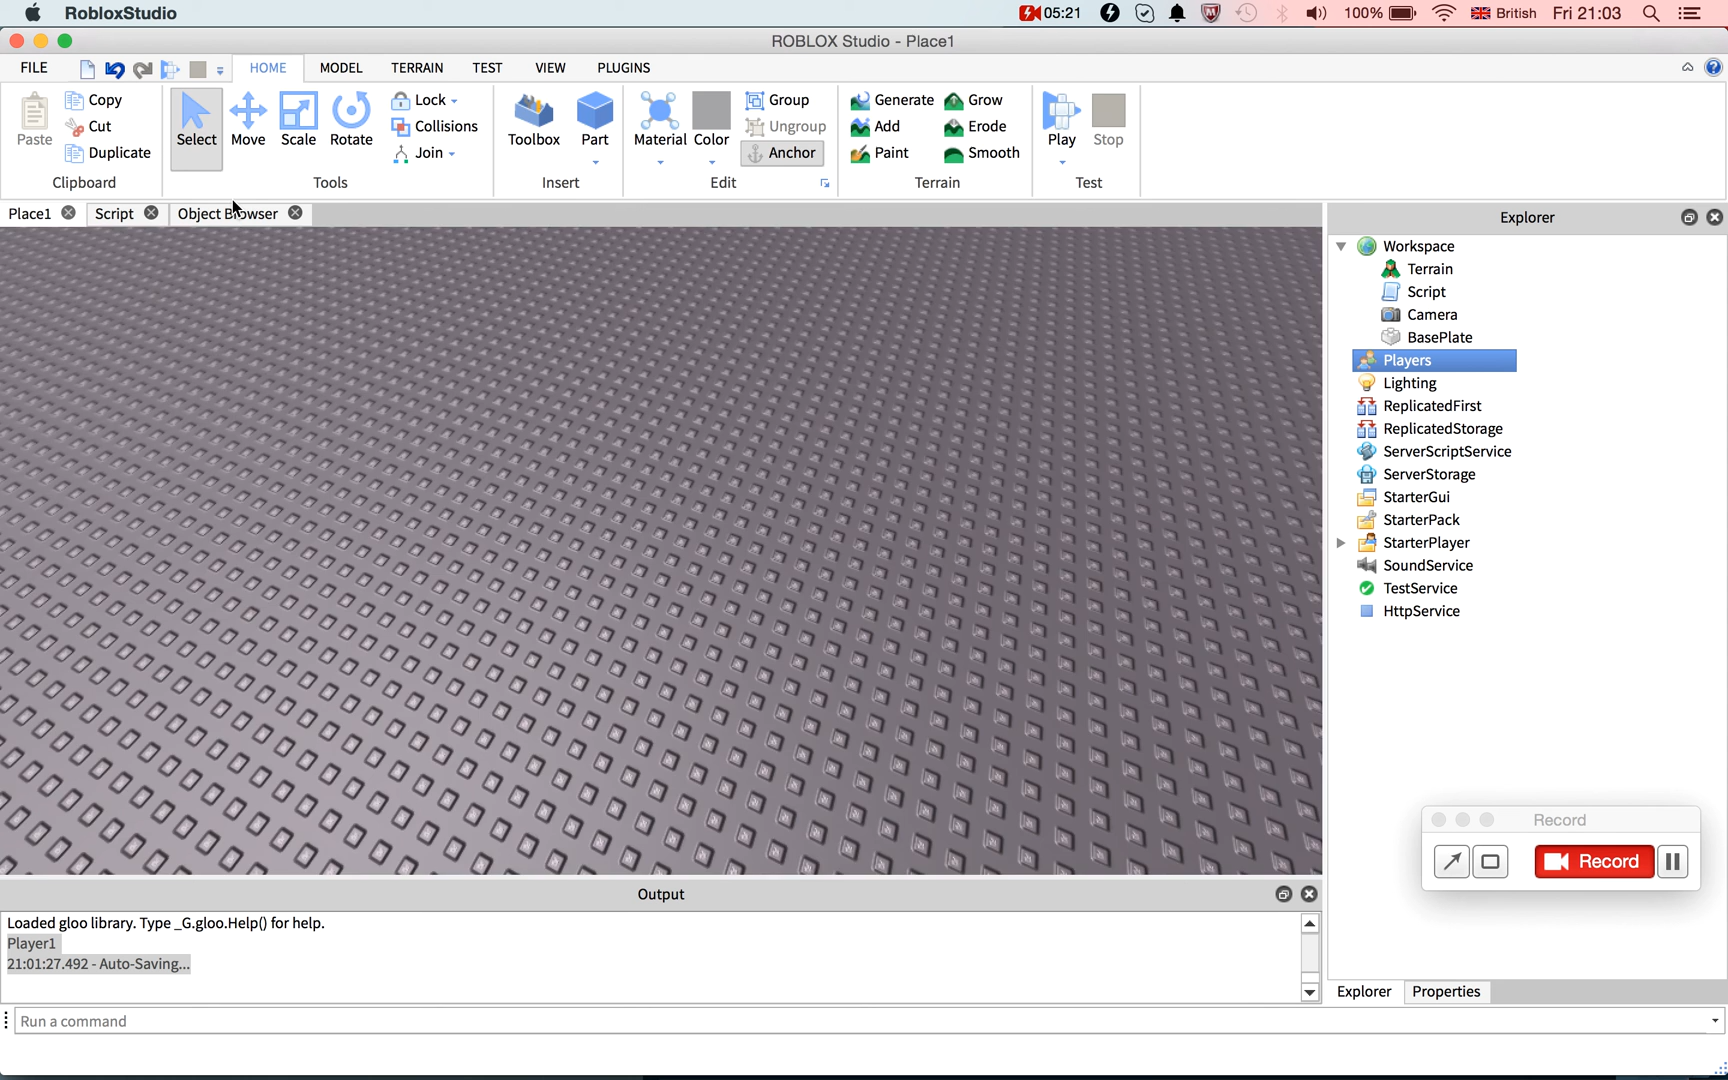 RobloxStudio 05:21 100% British Fri 21:03
ROBLOX Studio - Place1
FILE HOME MODEL TERRAIN TEST VIEW PLUGINS
Paste Copy Cut Duplicate
Clipboard
Select Move Scale Rotate Lock Collisions Join
Tools
Toolbox Part
Insert
Material Color Group Ungroup Anchor
Edit
Generate Grow
Add Erode
Paint Smooth
Terrain
Play Stop
Test
Place1 Script Object Browser
Explorer
Workspace
Terrain
Script
Camera
BasePlate
Players
Lighting
ReplicatedFirst
ReplicatedStorage
ServerScriptService
ServerStorage
StarterGui
StarterPack
StarterPlayer
SoundService
TestService
HttpService
Record
Record
Output
Loaded gloo library. Type _G.gloo.Help() for help.
Player1
21:01:27.492 - Auto-Saving...
Explorer Properties
Run a command